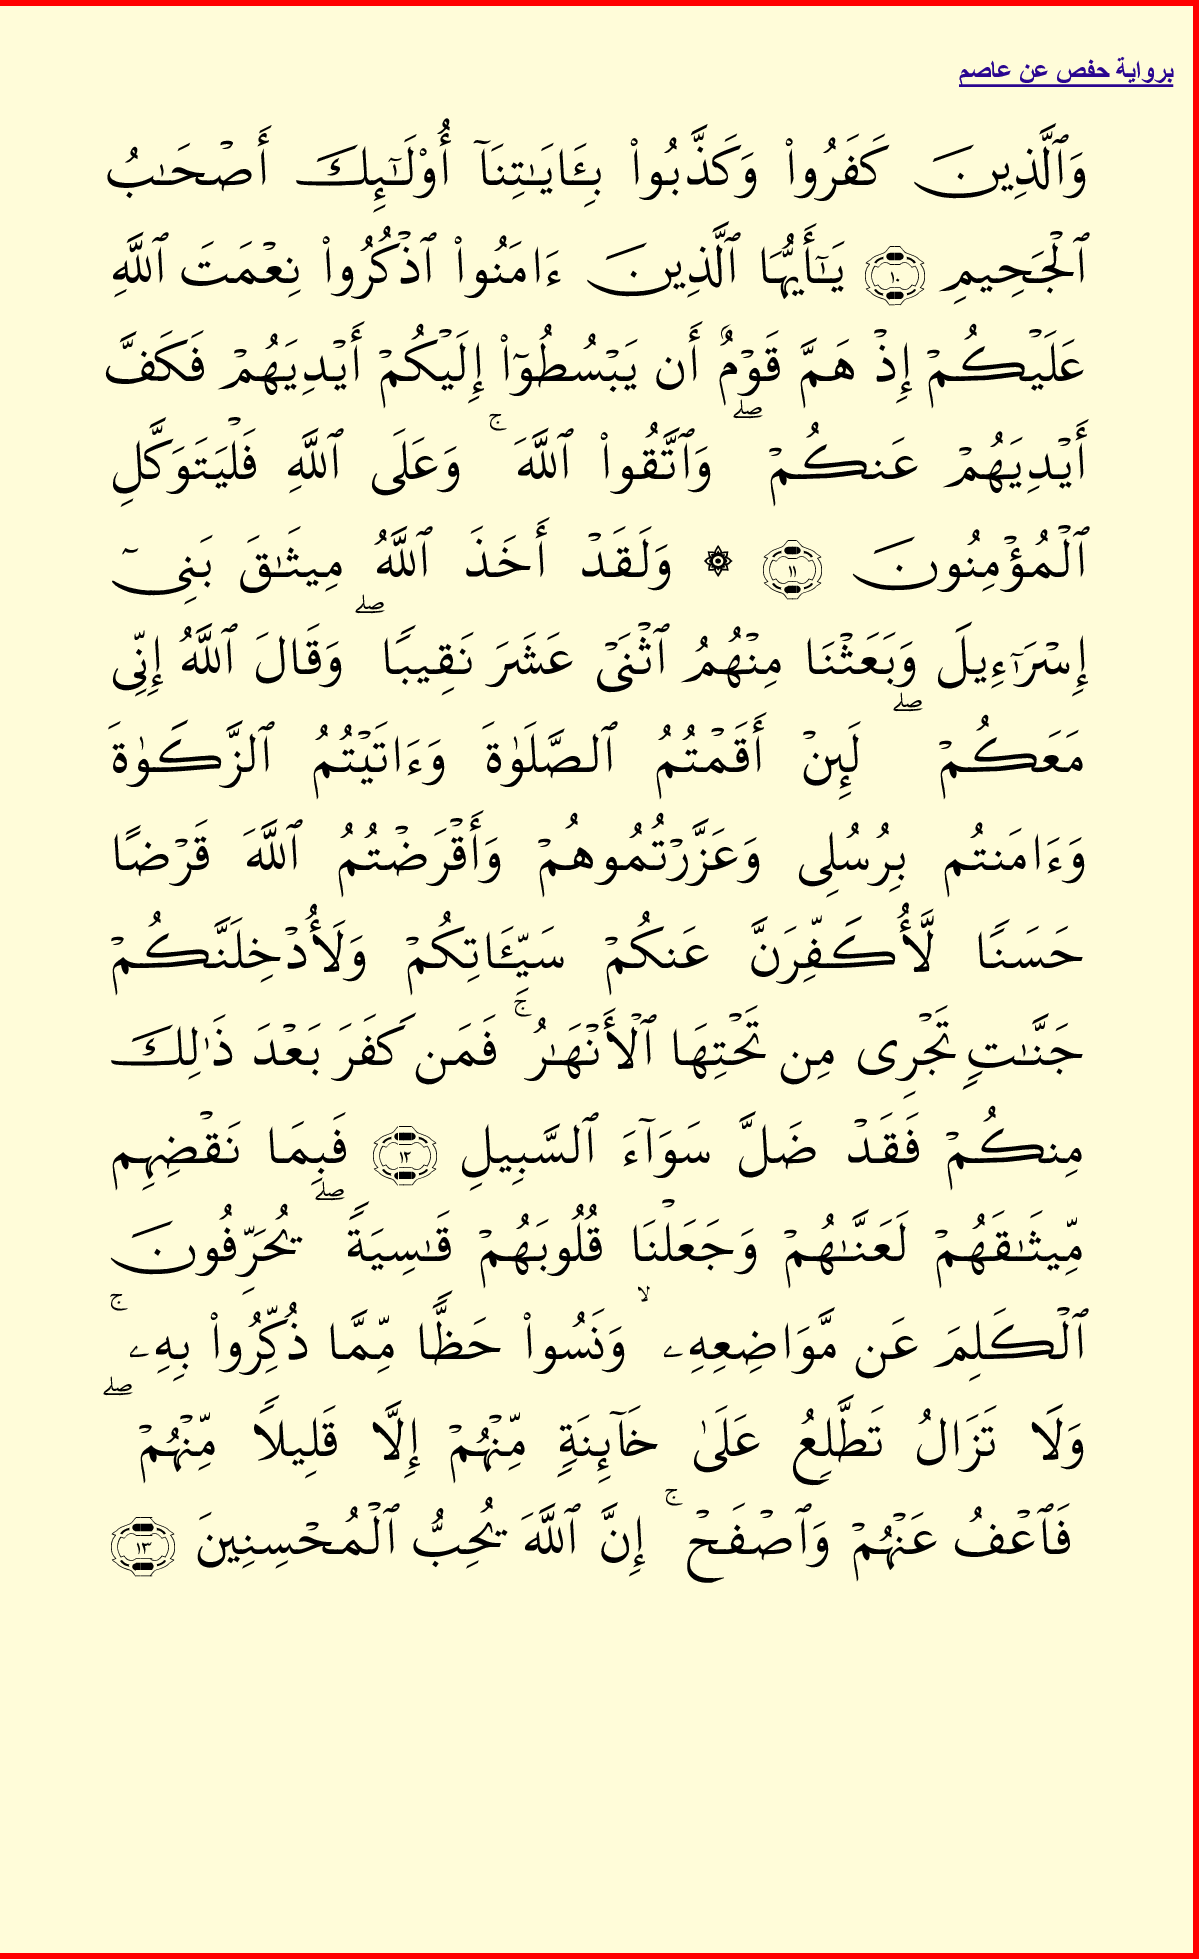 برواية حفص عن عاصم
وَٱلَّذِينَ كَفَرُوا۟ وَكَذَّبُوا۟ بِـَٔايَـٰتِنَآ أُو۟لَـٰٓئِكَ أَصْحَـٰبُ
ٱلْجَحِيمِ ١٠ يَـٰٓأَيُّهَا ٱلَّذِينَ ءَامَنُوا۟ ٱذْكُرُوا۟ نِعْمَتَ ٱللَّهِ
عَلَيْكُمْ إِذْ هَمَّ قَوْمٌ أَن يَبْسُطُوٓا۟ إِلَيْكُمْ أَيْدِيَهُمْ فَكَفَّ
أَيْدِيَهُمْ عَنكُمْ ۖ وَٱتَّقُوا۟ ٱللَّهَ ۚ وَعَلَى ٱللَّهِ فَلْيَتَوَكَّلِ
ٱلْمُؤْمِنُونَ ١١ ۞ وَلَقَدْ أَخَذَ ٱللَّهُ مِيثَـٰقَ بَنِىٓ
إِسْرَٰٓءِيلَ وَبَعَثْنَا مِنْهُمُ ٱثْنَىْ عَشَرَ نَقِيبًا ۖ وَقَالَ ٱللَّهُ إِنِّى
مَعَكُمْ ۖ لَئِنْ أَقَمْتُمُ ٱلصَّلَوٰةَ وَءَاتَيْتُمُ ٱلزَّكَوٰةَ
وَءَامَنتُم بِرُسُلِى وَعَزَّرْتُمُوهُمْ وَأَقْرَضْتُمُ ٱللَّهَ قَرْضًا
حَسَنًا لَّأُكَفِّرَنَّ عَنكُمْ سَيِّـَٔاتِكُمْ وَلَأُدْخِلَنَّكُمْ
جَنَّـٰتٍ تَجْرِى مِن تَحْتِهَا ٱلْأَنْهَـٰرُ ۚ فَمَن كَفَرَ بَعْدَ ذَٰلِكَ
مِنكُمْ فَقَدْ ضَلَّ سَوَآءَ ٱلسَّبِيلِ ١٢ فَبِمَا نَقْضِهِم
مِّيثَـٰقَهُمْ لَعَنَّـٰهُمْ وَجَعَلْنَا قُلُوبَهُمْ قَـٰسِيَةً ۖ يُحَرِّفُونَ
ٱلْكَلِمَ عَن مَّوَاضِعِهِۦ ۙ وَنَسُوا۟ حَظًّا مِّمَّا ذُكِّرُوا۟ بِهِۦ ۚ
وَلَا تَزَالُ تَطَّلِعُ عَلَىٰ خَآئِنَةٍ مِّنْهُمْ إِلَّا قَلِيلًا مِّنْهُمْ ۖ
فَٱعْفُ عَنْهُمْ وَٱصْفَحْ ۚ إِنَّ ٱللَّهَ يُحِبُّ ٱلْمُحْسِنِينَ ١٣